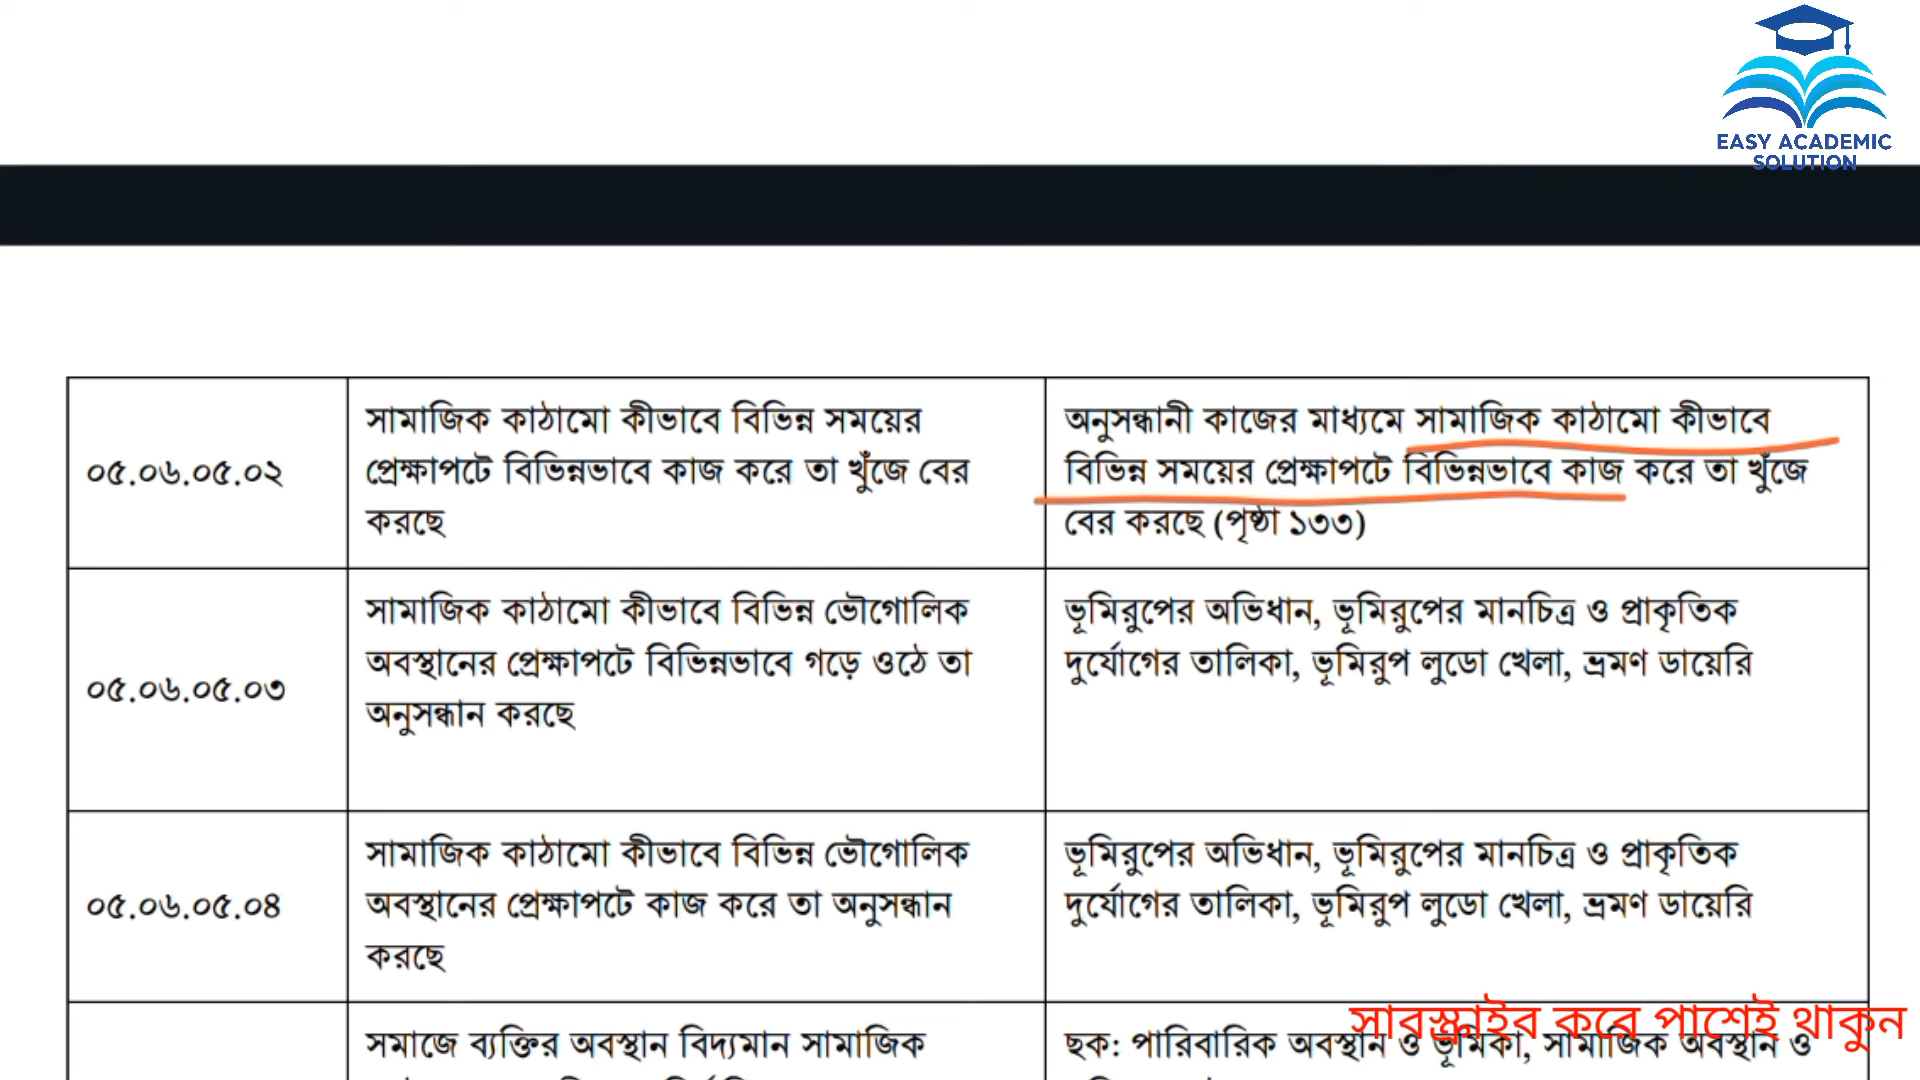 EASY ACADEMIC
SOLUTION
০৫.০৬.০৫.০২
সামাজিক কাঠামো কীভাবে বিভিন্ন সময়ের
প্রেক্ষাপটে বিভিন্নভাবে কাজ করে তা খুঁজে বের
করছে
অনুসন্ধানী কাজের মাধ্যমে সামাজিক কাঠামো কীভাবে
বিভিন্ন সময়ের প্রেক্ষাপটে বিভিন্নভাবে কাজ করে তা খুঁজে
বের করছে (পৃষ্ঠা ১৩৩)
০৫.০৬.০৫.০৩
সামাজিক কাঠামো কীভাবে বিভিন্ন ভৌগোলিক
অবস্থানের প্রেক্ষাপটে বিভিন্নভাবে গড়ে ওঠে তা
অনুসন্ধান করছে
ভূমিরুপের অভিধান, ভূমিরুপের মানচিত্র ও প্রাকৃতিক
দুর্যোগের তালিকা, ভূমিরুপ লুডো খেলা, ভ্রমণ ডায়েরি
০৫.০৬.০৫.০৪
সামাজিক কাঠামো কীভাবে বিভিন্ন ভৌগোলিক
অবস্থানের প্রেক্ষাপটে কাজ করে তা অনুসন্ধান
করছে
ভূমিরুপের অভিধান, ভূমিরুপের মানচিত্র ও প্রাকৃতিক
দুর্যোগের তালিকা, ভূমিরুপ লুডো খেলা, ভ্রমণ ডায়েরি
সমাজে ব্যক্তির অবস্থান বিদ্যমান সামাজিক
ছক: পারিবারিক অবস্থান ও ভূমিকা, সামাজিক অবস্থান ও
সাবস্ক্রাইব করে পাশেই থাকুন